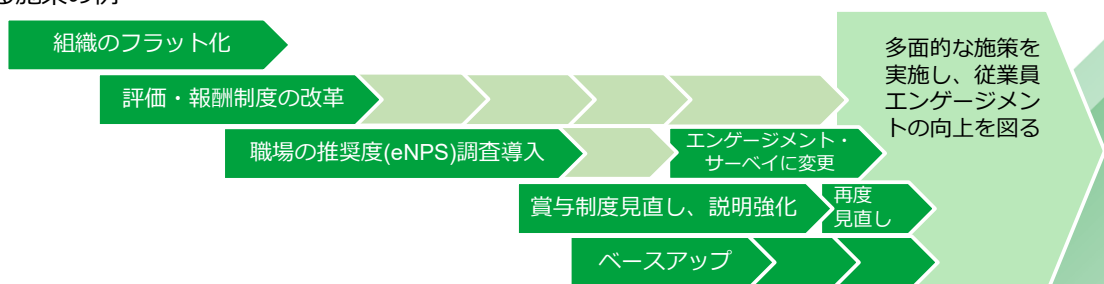 施策の例
組織のフラット化
評価・報酬制度の改革
職場の推奨度(eNPS)調査導入
エンゲージメント・
サーベイに変更
賞与制度見直し、説明強化
再度
見直し
ベースアップ
多面的な施策を
実施し、従業員
エンゲージメン
トの向上を図る